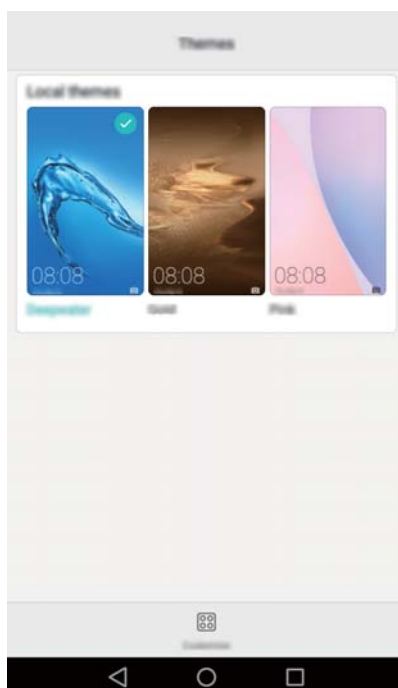 Themes
Local themes
08:08
08:08
08:08
Deepwater
Gold
Pink
Customize